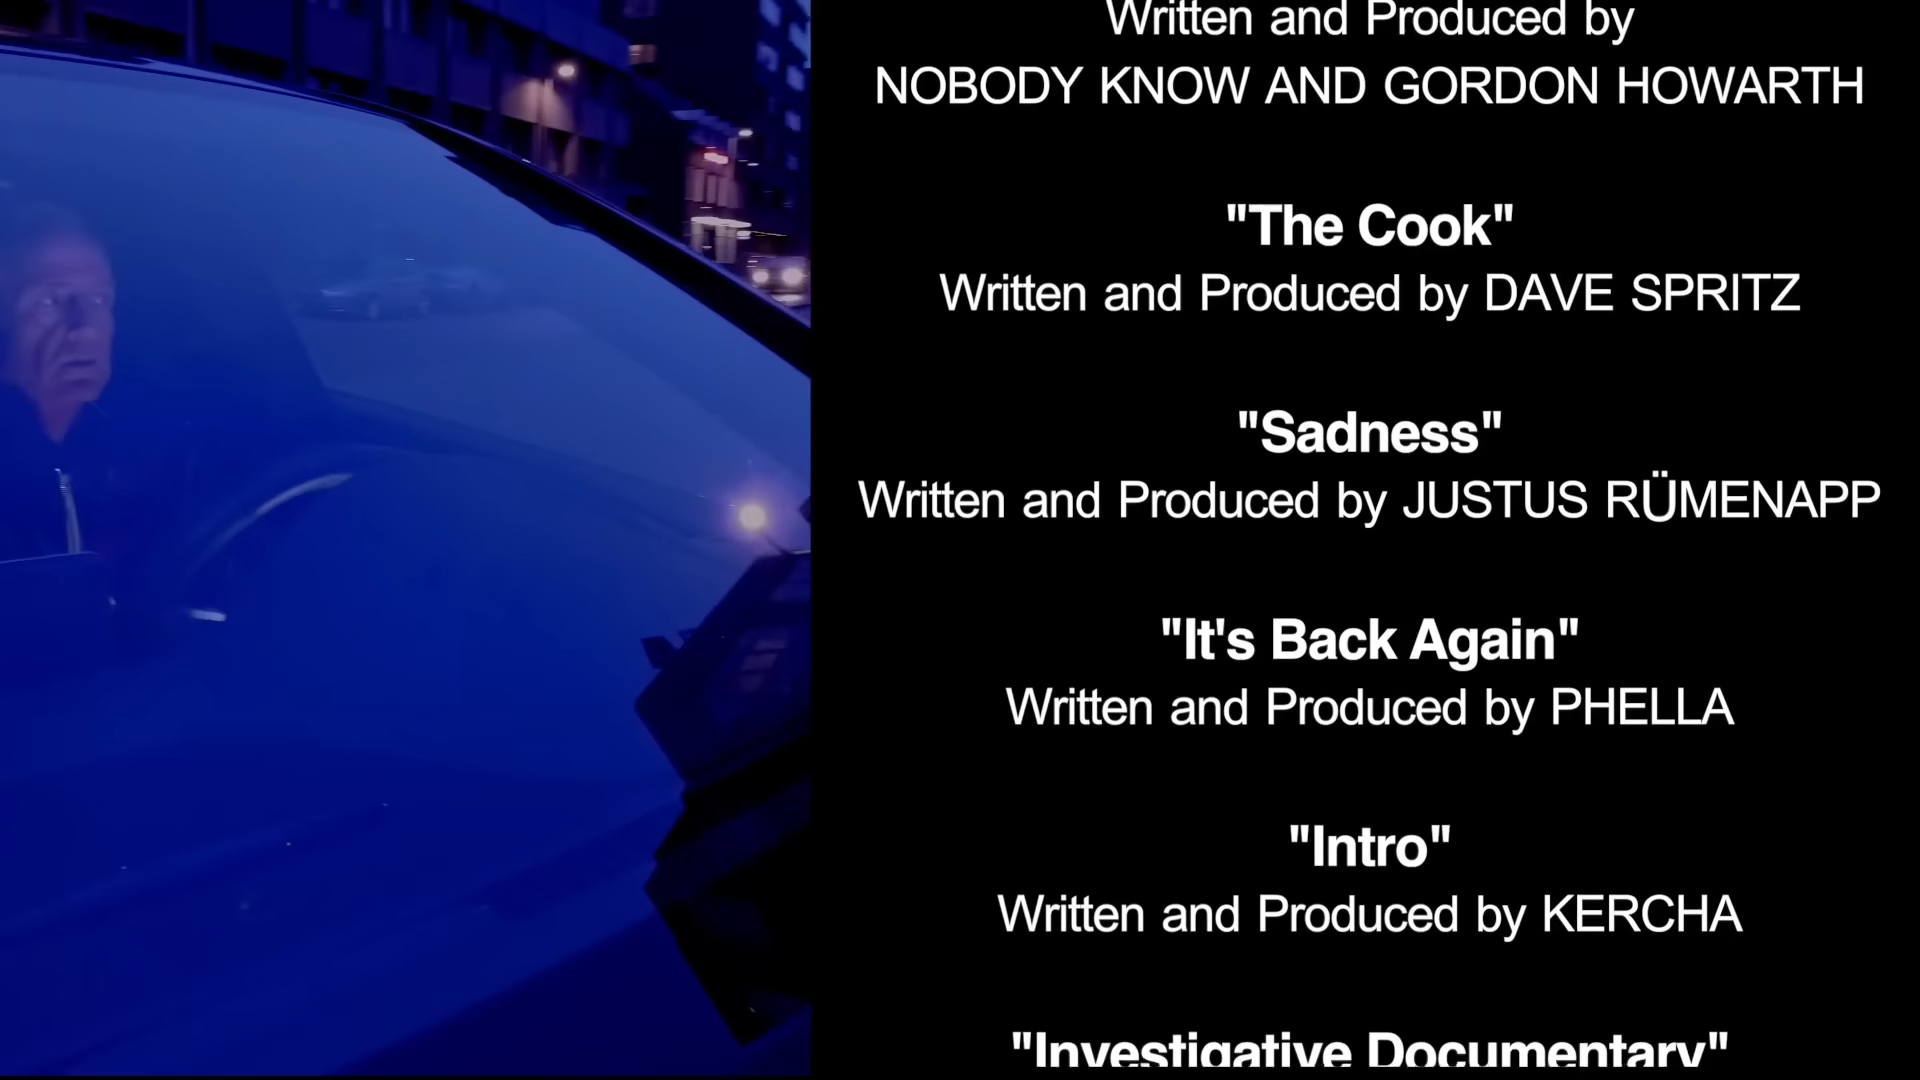 Written and Produced by
NOBODY KNOW AND GORDON HOWARTH
"The Cook"
Written and Produced by DAVE SPRITZ
"Sadness"
Written and Produced by JUSTUS RÜMENAPP
"It's Back Again"
Written and Produced by PHELLA
"Intro"
Written and Produced by KERCHA
"Investigative Documentary"